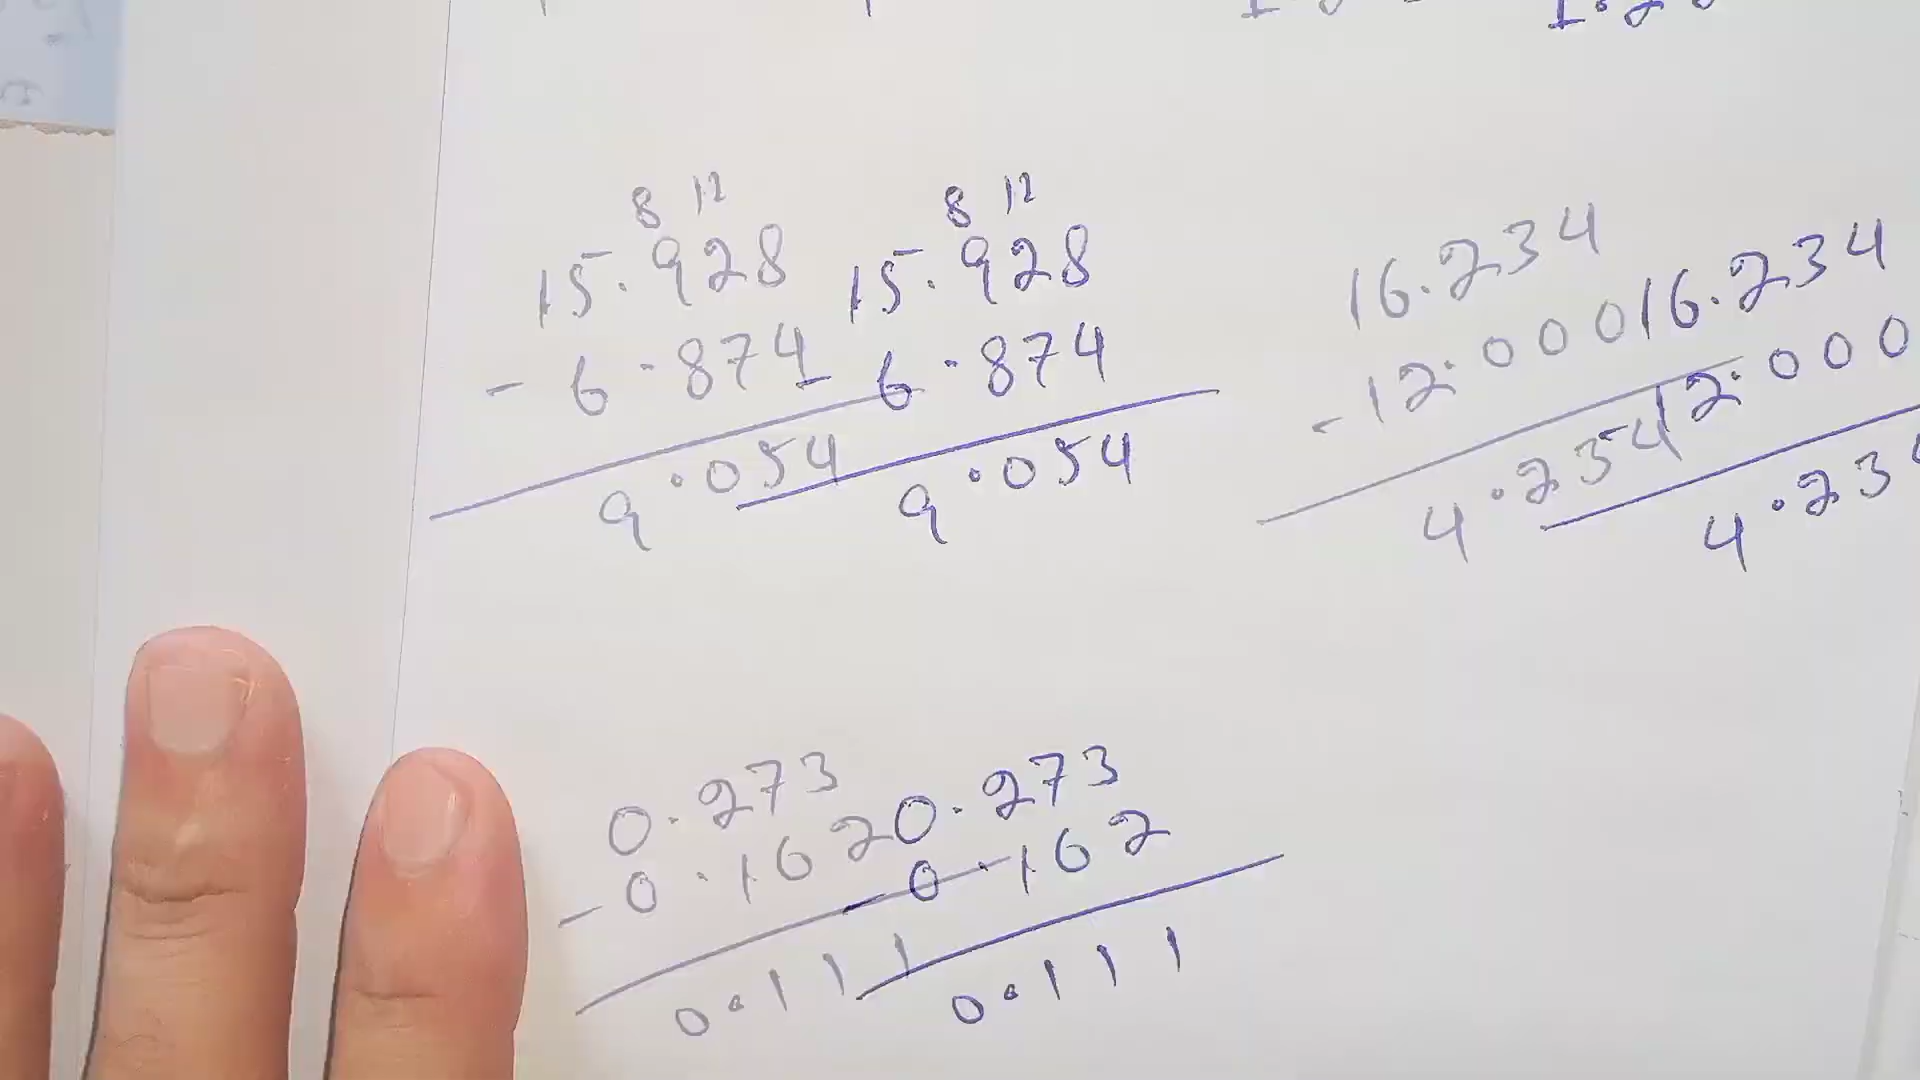 8 12 8 12
15.928 15.928
- 6.874 - 6.874
9.054 9.054
16.234 16.234
- 12.000 12.000
4.234 4.23
0.273 0.273
- 0.162 - 0.162
0.111 0.111